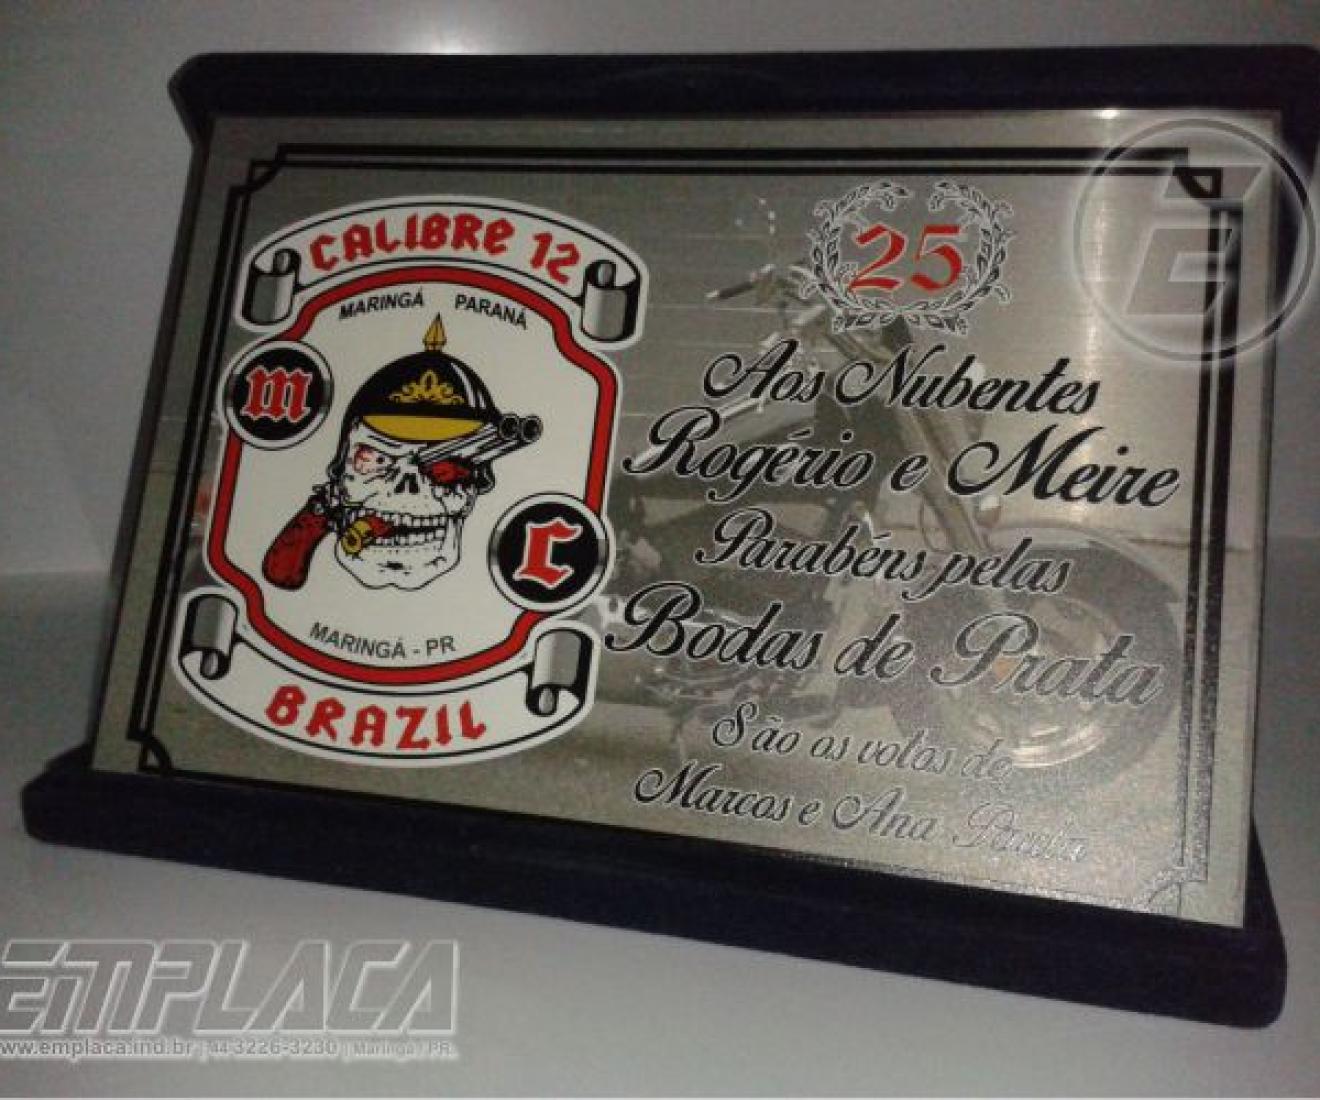 CALIBRE 12
MARINGÁ PARANÁ
M
C
MARINGÁ - PR
BRAZIL
25
Aos Nubentes
Rogério e Meire
Parabéns pelas
Bodas de Prata
São os votos de
Marcos e Ana Paula
E
EMPLACA
www.emplaca.ind.br | 44 3226-3230 | Maringá / PR.